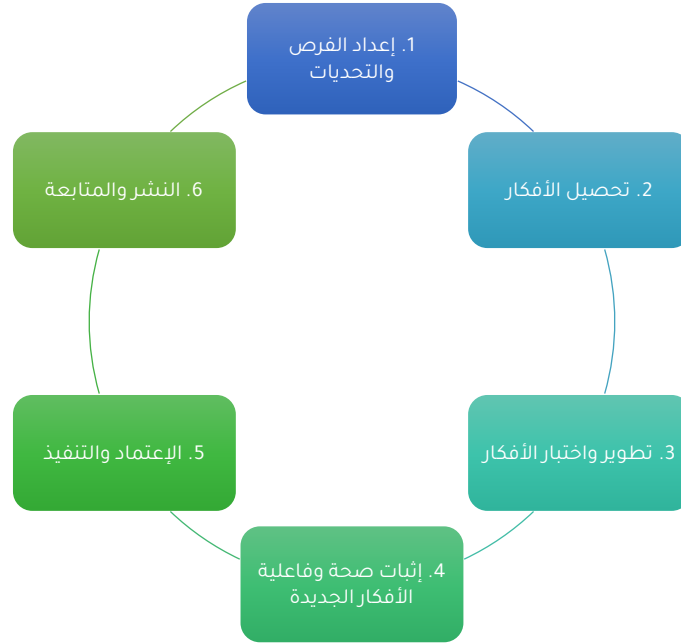 1. إعداد الفرص
والتحديات
2. تحصيل الأفكار
3. تطوير واختبار الأفكار
4. إثبات صحة وفاعلية
الأفكار الجديدة
5. الإعتماد والتنفيذ
6. النشر والمتابعة